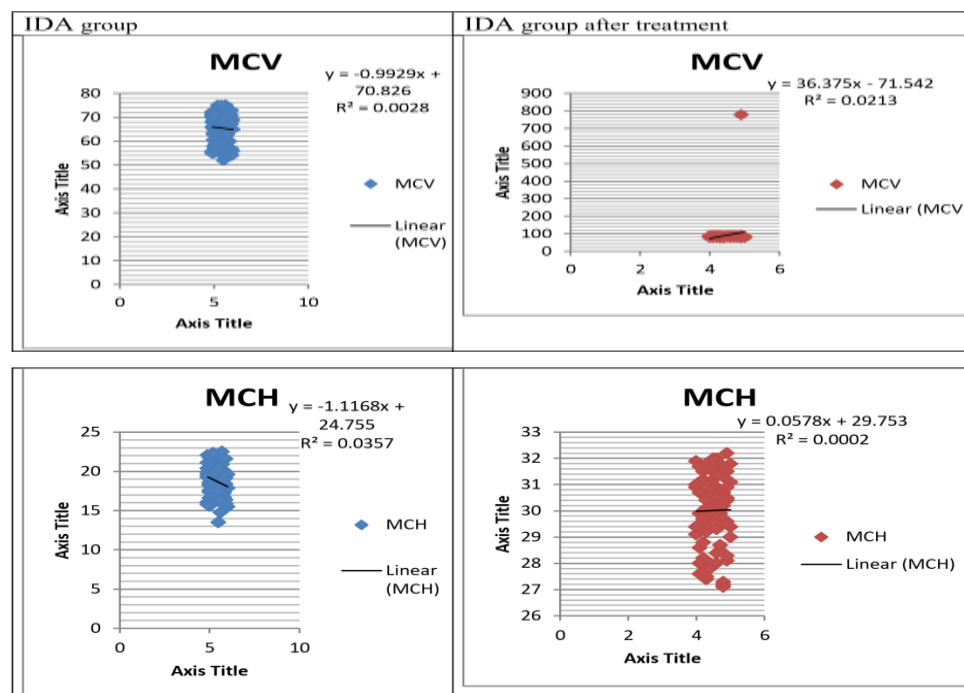 IDA group
IDA group after treatment
MCV
y = -0.9929x +
70.826
R² = 0.0028
80
70
60
50
40
30
20
10
0
0
5
10
Axis Title
Axis Title
MCV
Linear
(MCV)
MCV
y = 36.375x - 71.542
R² = 0.0213
900
800
700
600
500
400
300
200
100
0
0
2
4
6
Axis Title
Axis Title
MCV
Linear (MCV
MCH
y = -1.1168x +
24.755
R² = 0.0357
25
20
15
10
5
0
0
5
10
Axis Title
Axis Title
MCH
Linear
(MCH)
MCH
y = 0.0578x + 29.753
R² = 0.0002
33
32
31
30
29
28
27
26
0
2
4
6
Axis Title
Axis Title
MCH
Linear (MCH)